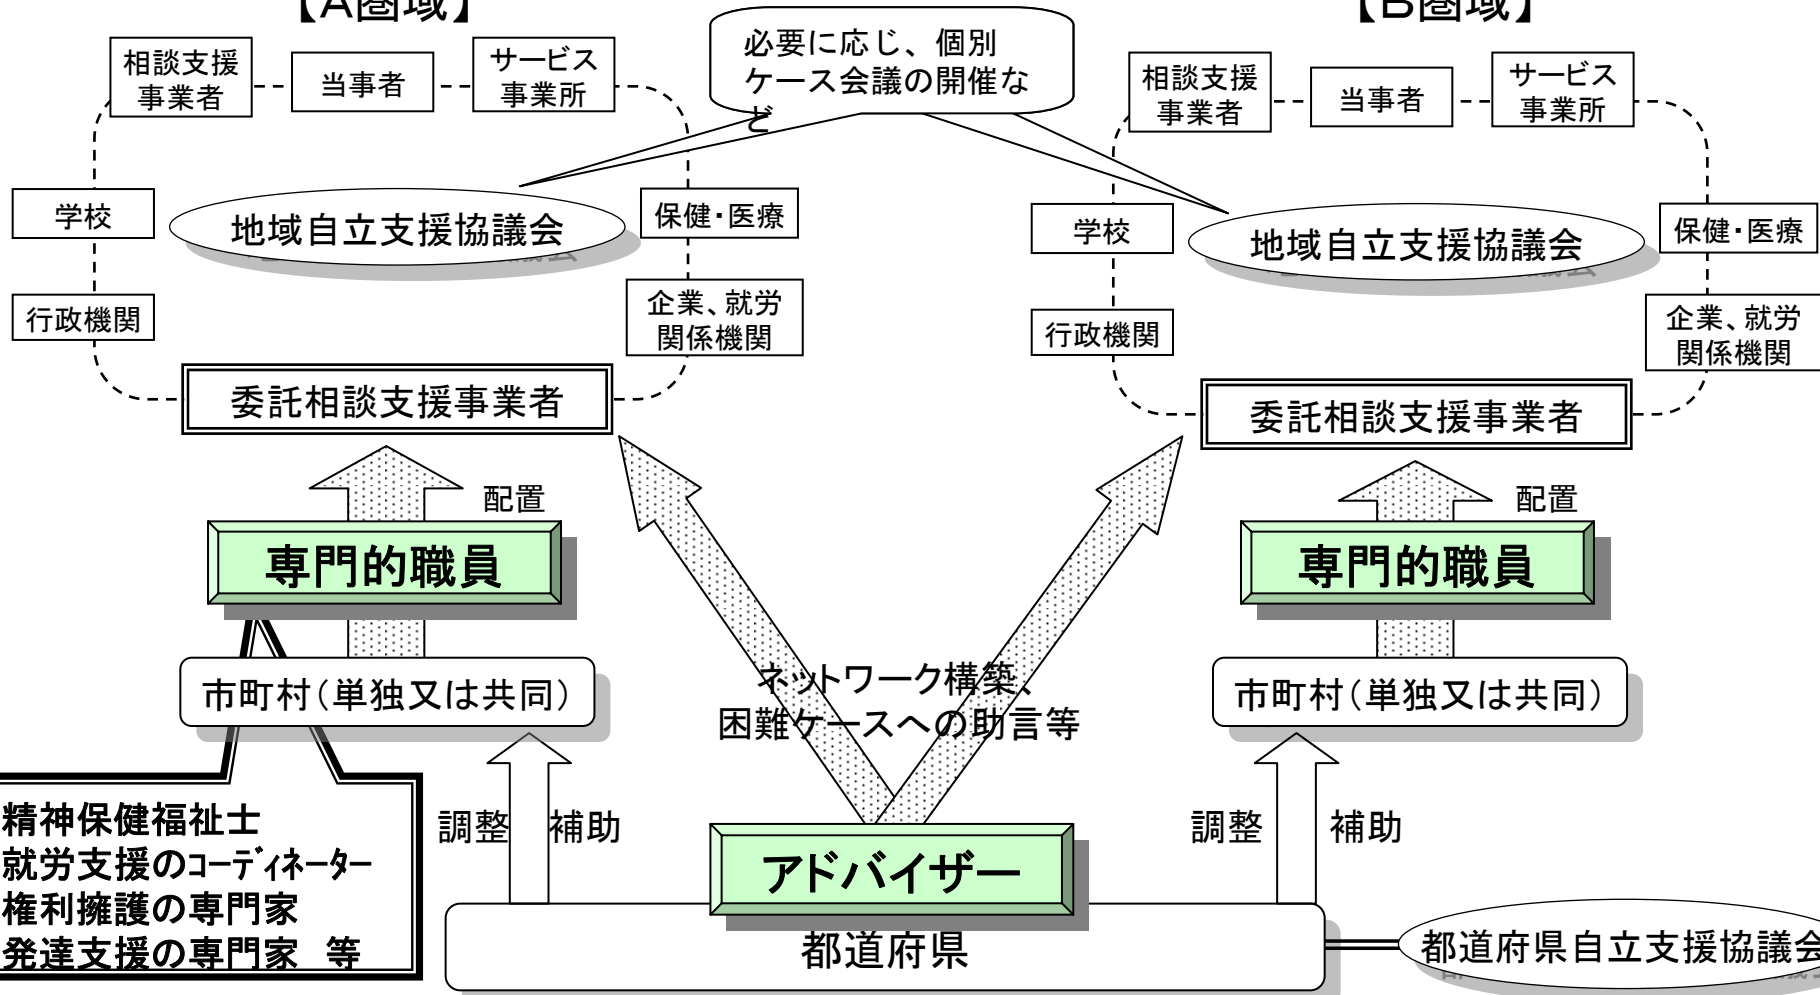 【A圏域】
【B圏域】
必要に応じ、個別
ケース会議の開催な
ど
相談支援
事業者
当事者
サービス
事業所
学校
地域自立支援協議会
保健・医療
行政機関
企業、就労
関係機関
委託相談支援事業者
配置
専門的職員
市町村(単独又は共同)
相談支援
事業者
当事者
サービス
事業所
学校
地域自立支援協議会
保健・医療
行政機関
企業、就労
関係機関
委託相談支援事業者
配置
専門的職員
市町村(単独又は共同)
ネットワーク構築、
困難ケースへの助言等
精神保健福祉士
就労支援のコーディネーター
権利擁護の専門家
発達支援の専門家 等
調整 補助
調整 補助
アドバイザー
都道府県
都道府県自立支援協議会